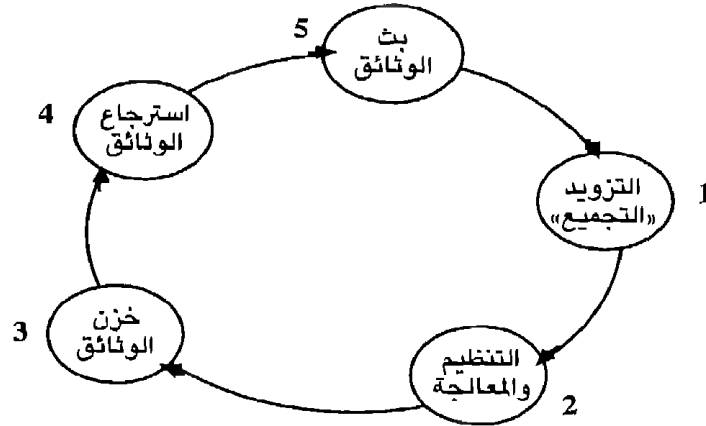 5
بث
الوثائق
4
استرجاع
الوثائق
1
التزويد
«التجميع»
3
خزن
الوثائق
2
التنظيم
والمعالجة